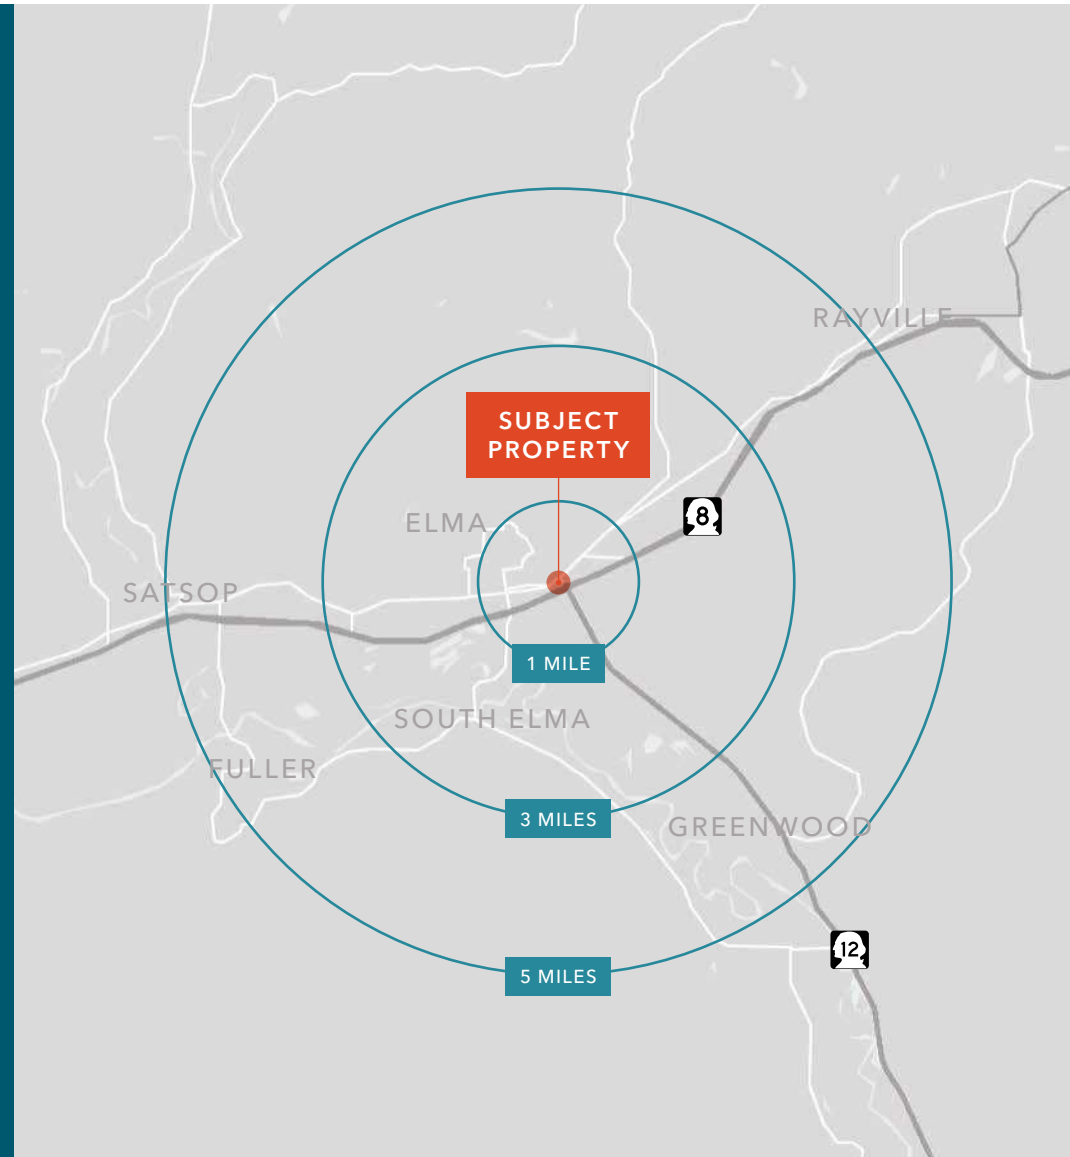 RAYVILLE
SUBJECT
PROPERTY
8
ELMA
SATSOP
1 MILE
SOUTH ELMA
FULLER
3 MILES
GREENWOOD
12
5 MILES